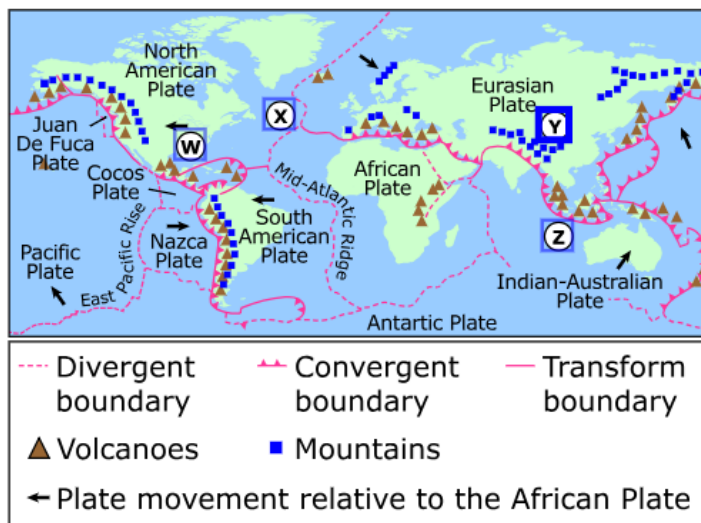 North
American
Plate
Juan
De Fuca
Plate
Cocos
Plate
Pacific
Plate
East Pacific Rise
Nazca
Plate
South
American
Plate
Mid-Atlantic
Ridge
African
Plate
Eurasian
Plate
Indian-Australian
Plate
Antartic Plate
W
X
Y
Z
Divergent
boundary
Convergent
boundary
Transform
boundary
Volcanoes
Mountains
Plate movement relative to the African Plate